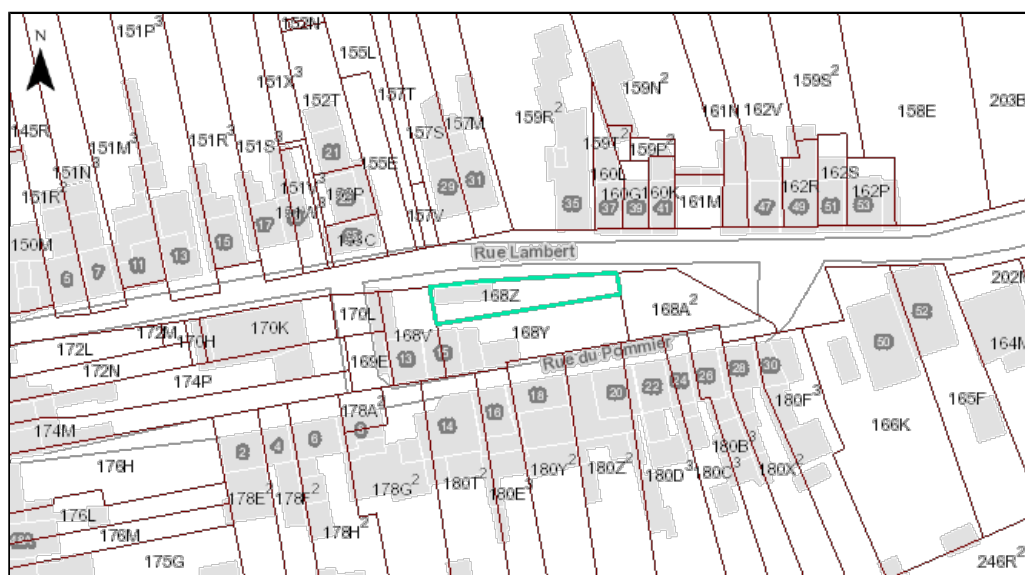 N
151P³
152N
155L
159N²
159S²
203B
151X³
152T
157T
158E
145R
151M³
151R³
151S³
157S
157M
159R²
161N
162V
151N³
21
155E
159T²
159P²
151R²
29
31
160L
162S
160G
160K
161M
162R
162P
157V
35
37
39
41
47
49
51
53
150M
5
7
11
13
15
17
Rue Lambert
168Z
168A²
202M
172M
170H
170K
170L
168V
168Y
172L
169E
13
15
Rue du Pommier
52
50
164M
172N
174P
178A²
14
16
18
20
22
24
26
28
30
180F³
165F
166K
174M
2
4
6
176H
178E²
178F²
178G²
180T²
180E³
180Y²
180Z²
180D³
180C³
180B³
180X²
176L
178H²
176M
175G
246R²